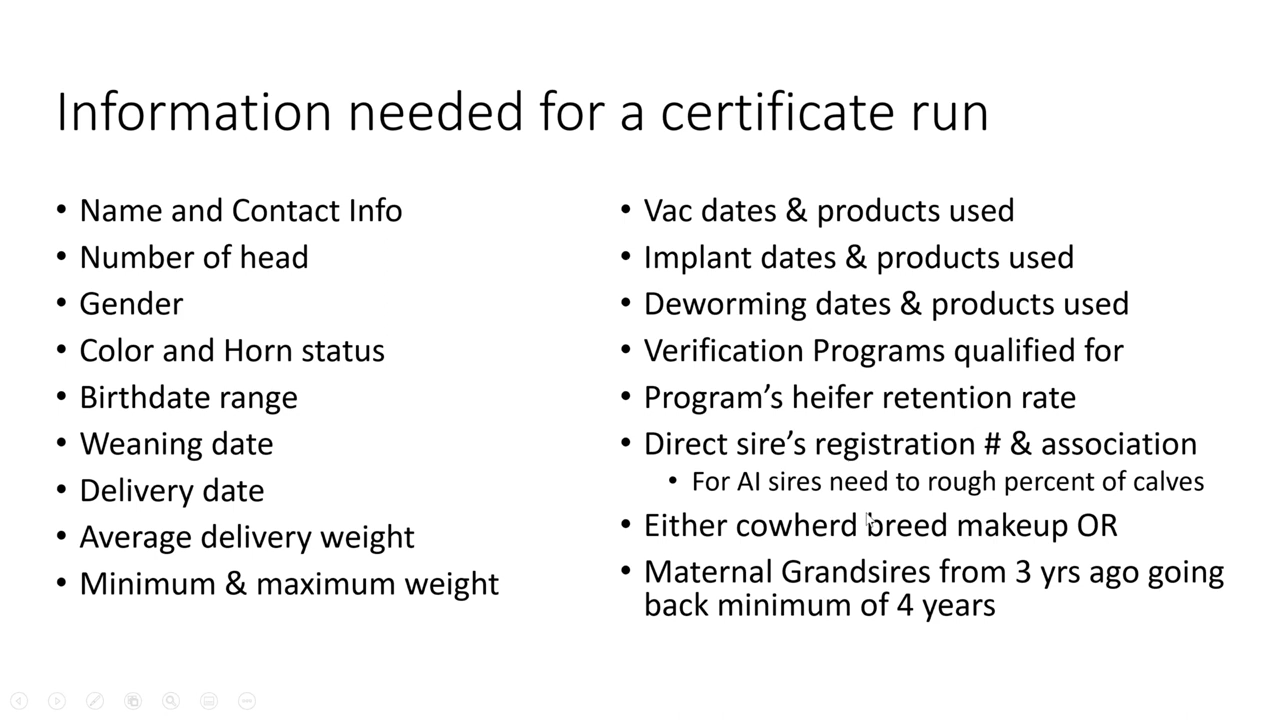 Information needed for a certificate run
• Name and Contact Info
• Number of head
• Gender
• Color and Horn status
• Birthdate range
• Weaning date
• Delivery date
• Average delivery weight
• Minimum & maximum weight
• Vac dates & products used
• Implant dates & products used
• Deworming dates & products used
• Verification Programs qualified for
• Program’s heifer retention rate
• Direct sire’s registration # & association
• For AI sires need to rough percent of calves
• Either cowherd breed makeup OR
• Maternal Grandsires from 3 yrs ago going
back minimum of 4 years